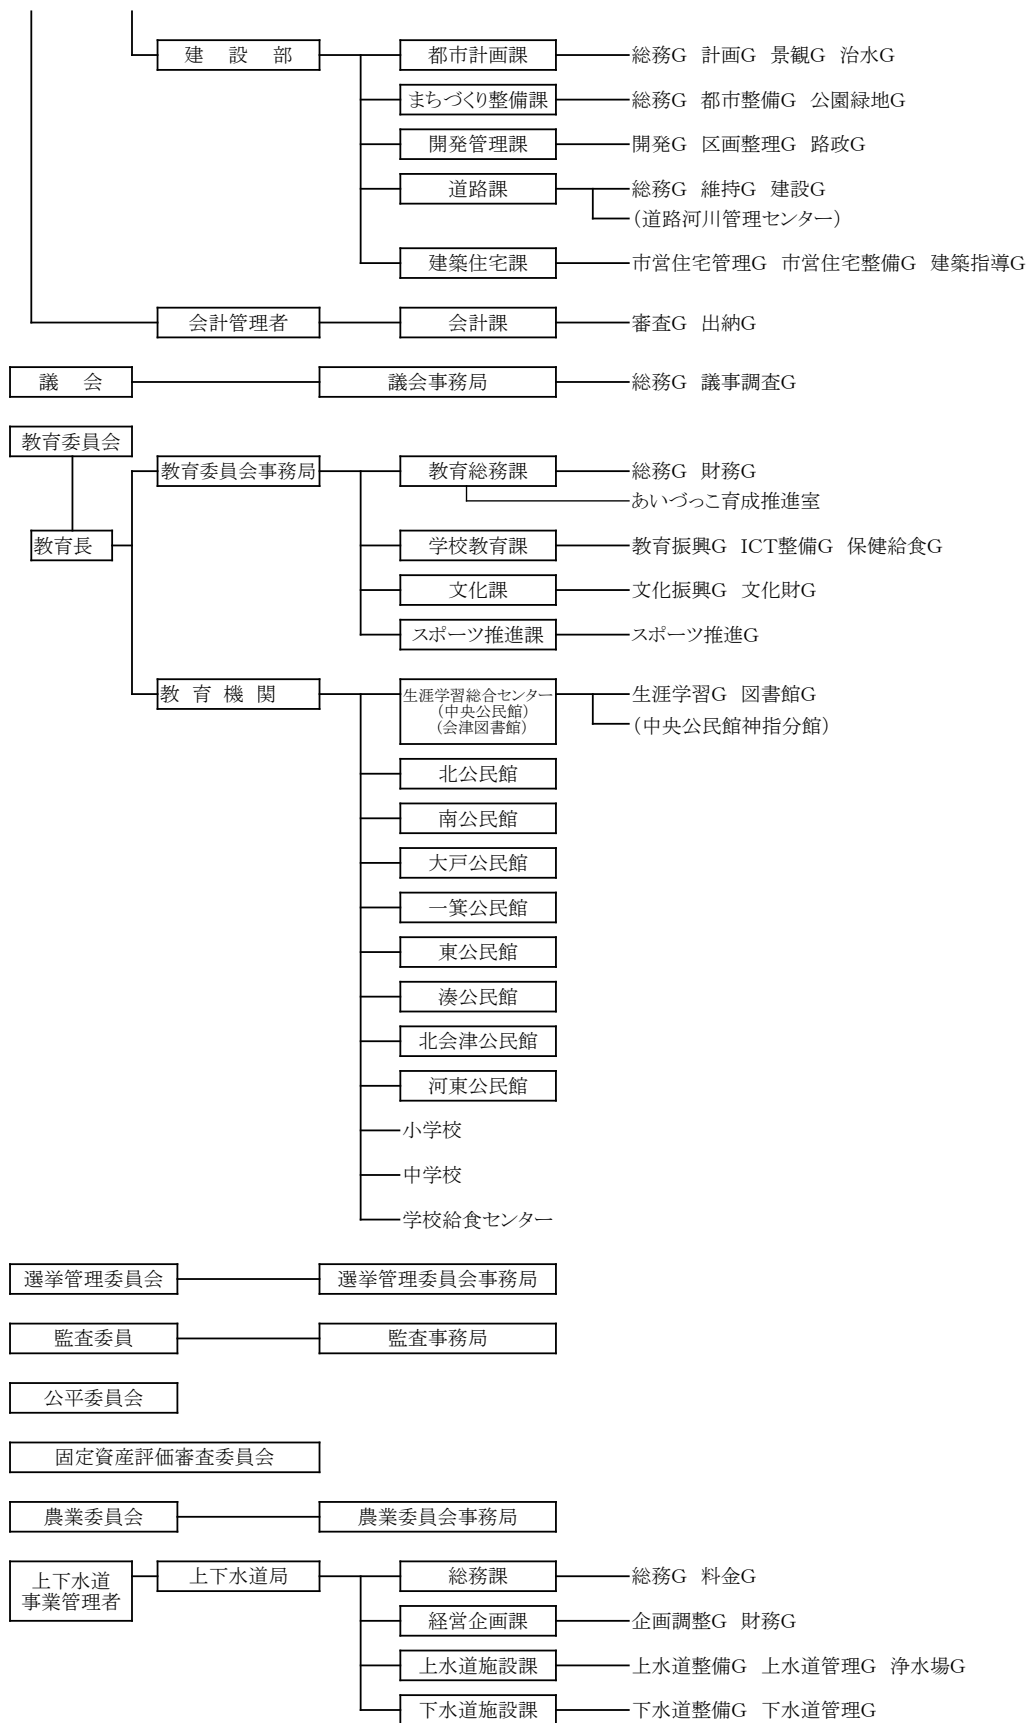 建 設 部 都市計画課 総務G 計画G 景観G 治水G
まちづくり整備課 総務G 都市整備G 公園緑地G
開発管理課 開発G 区画整理G 路政G
道路課 総務G 維持G 建設G
(道路河川管理センター)
建築住宅課 市営住宅管理G 市営住宅整備G 建築指導G
会計管理者 会計課 審査G 出納G
議 会 議会事務局 総務G 議事調査G
教育委員会
教育委員会事務局 教育総務課 総務G 財務G
あいづっこ育成推進室
教育長 学校教育課 教育振興G ICT整備G 保健給食G
文化課 文化振興G 文化財G
スポーツ推進課 スポーツ推進G
教 育 機 関 生涯学習総合センター 生涯学習G 図書館G
(中央公民館)
(会津図書館) (中央公民館神指分館)
北公民館
南公民館
大戸公民館
一箕公民館
東公民館
湊公民館
北会津公民館
河東公民館
小学校
中学校
学校給食センター
選挙管理委員会 選挙管理委員会事務局
監査委員 監査事務局
公平委員会
固定資産評価審査委員会
農業委員会 農業委員会事務局
上下水道
事業管理者 上下水道局 総務課 総務G 料金G
経営企画課 企画調整G 財務G
上水道施設課 上水道整備G 上水道管理G 浄水場G
下水道施設課 下水道整備G 下水道管理G